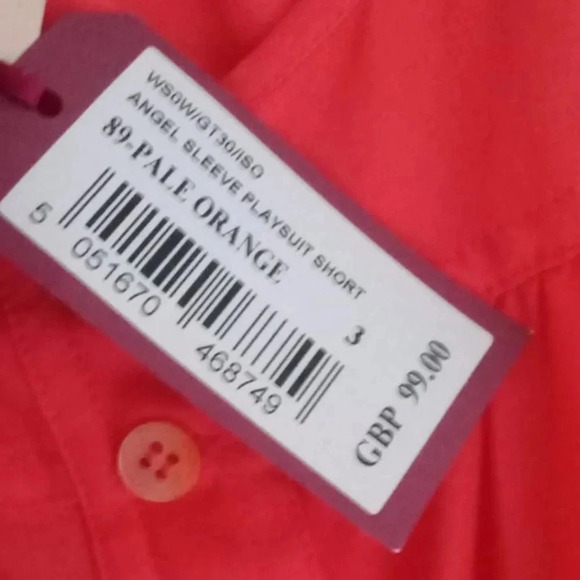 WS0W/GT30/ISO
ANGEL SLEEVE PLAYSUIT SHORT
89-PALE ORANGE
3
5 051670 468749
GBP 99.00